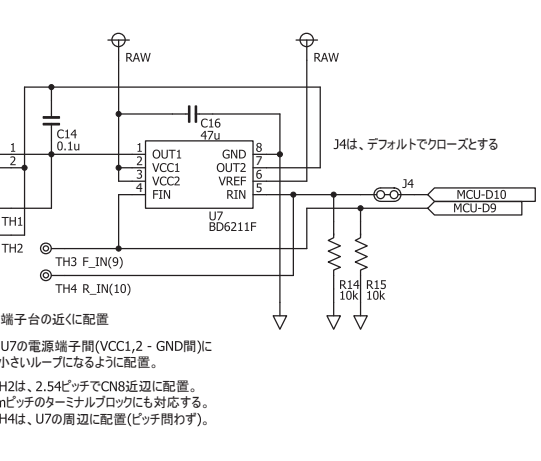 RAW
RAW
C16
47u
C14
0.1u
J4は、デフォルトでクローズとする
1
2
1
2
3
4
OUT1
VCC1
VCC2
FIN
GND
OUT2
VREF
RIN
8
7
6
5
J4
MCU-D10
MCU-D9
U7
BD6211F
TH1
TH2
TH3 F_IN(9)
TH4 R_IN(10)
R14
10k
R15
10k
端子台の近くに配置
U7の電源端子間(VCC1,2 - GND間)に
小さいループになるように配置。
H2は、2.54ピッチでCN8近辺に配置。
mピッチのターミナルブロックにも対応する。
H4は、U7の周辺に配置(ピッチ問わず)。